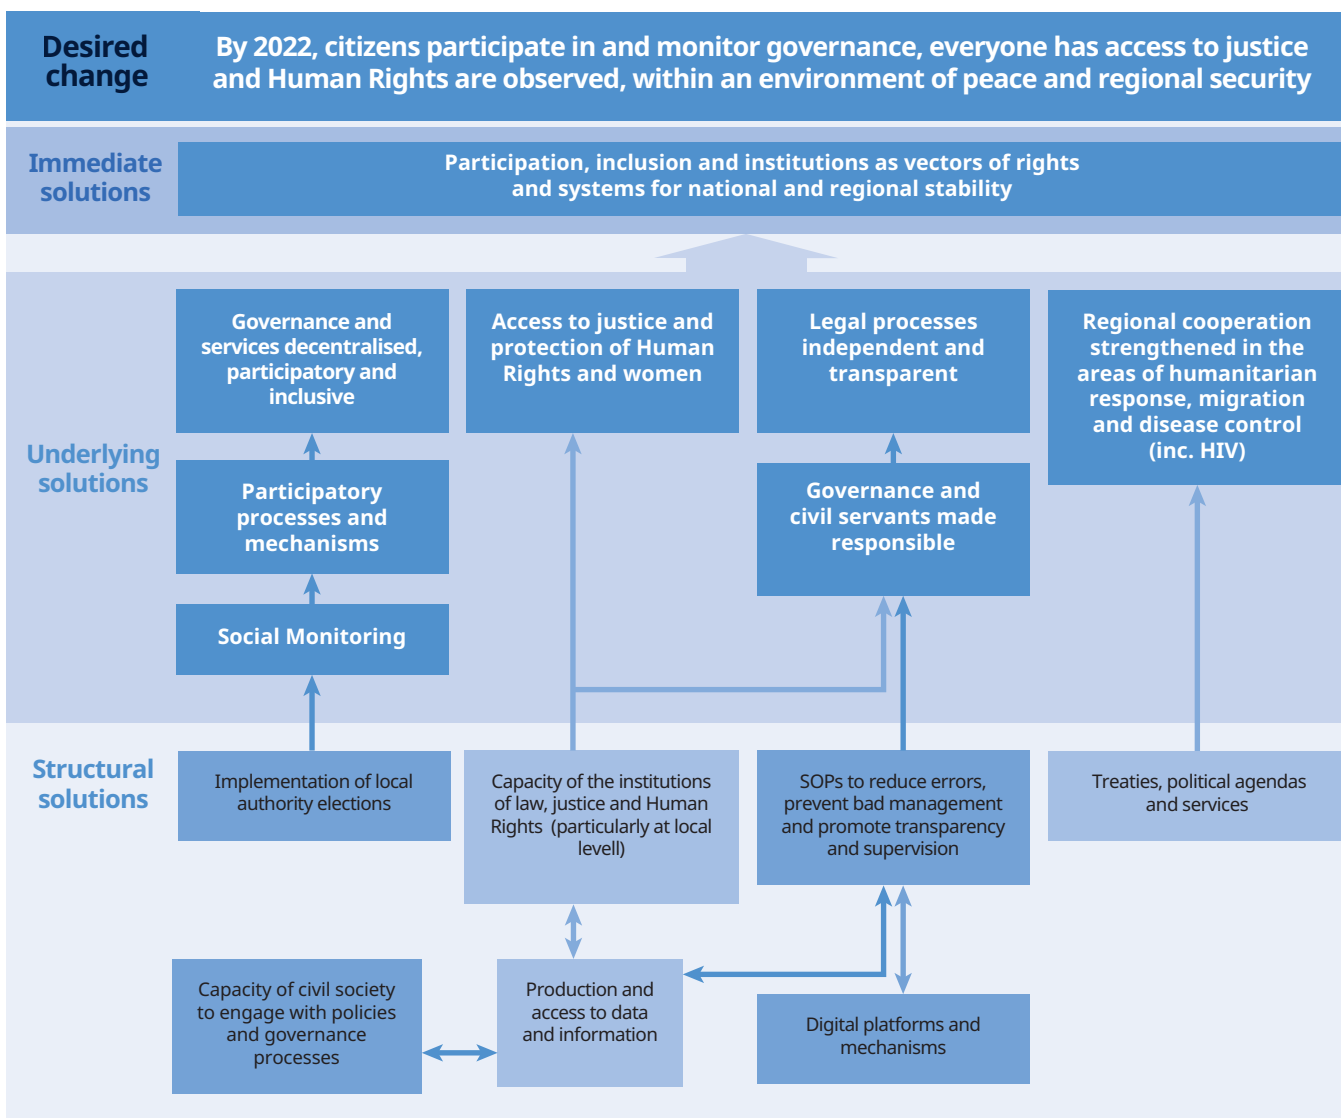 Desired
change
By 2022, citizens participate in and monitor governance, everyone has access to justice
and Human Rights are observed, within an environment of peace and regional security
Immediate
solutions
Participation, inclusion and institutions as vectors of rights
and systems for national and regional stability
Underlying
solutions
Governance and
services decentralised,
participatory and
inclusive
Access to justice and
protection of Human
Rights and women
Legal processes
independent and
transparent
Regional cooperation
strengthened in the
areas of humanitarian
response, migration
and disease control
(inc. HIV)
Participatory
processes and
mechanisms
Governance and
civil servants made
responsible
Social Monitoring
Structural
solutions
Implementation of local
authority elections
Capacity of the institutions
of law, justice and Human
Rights (particularly at local
levell)
SOPs to reduce errors,
prevent bad management
and promote transparency
and supervision
Treaties, political agendas
and services
Capacity of civil society
to engage with policies
and governance
processes
Production and
access to data
and information
Digital platforms and
mechanisms